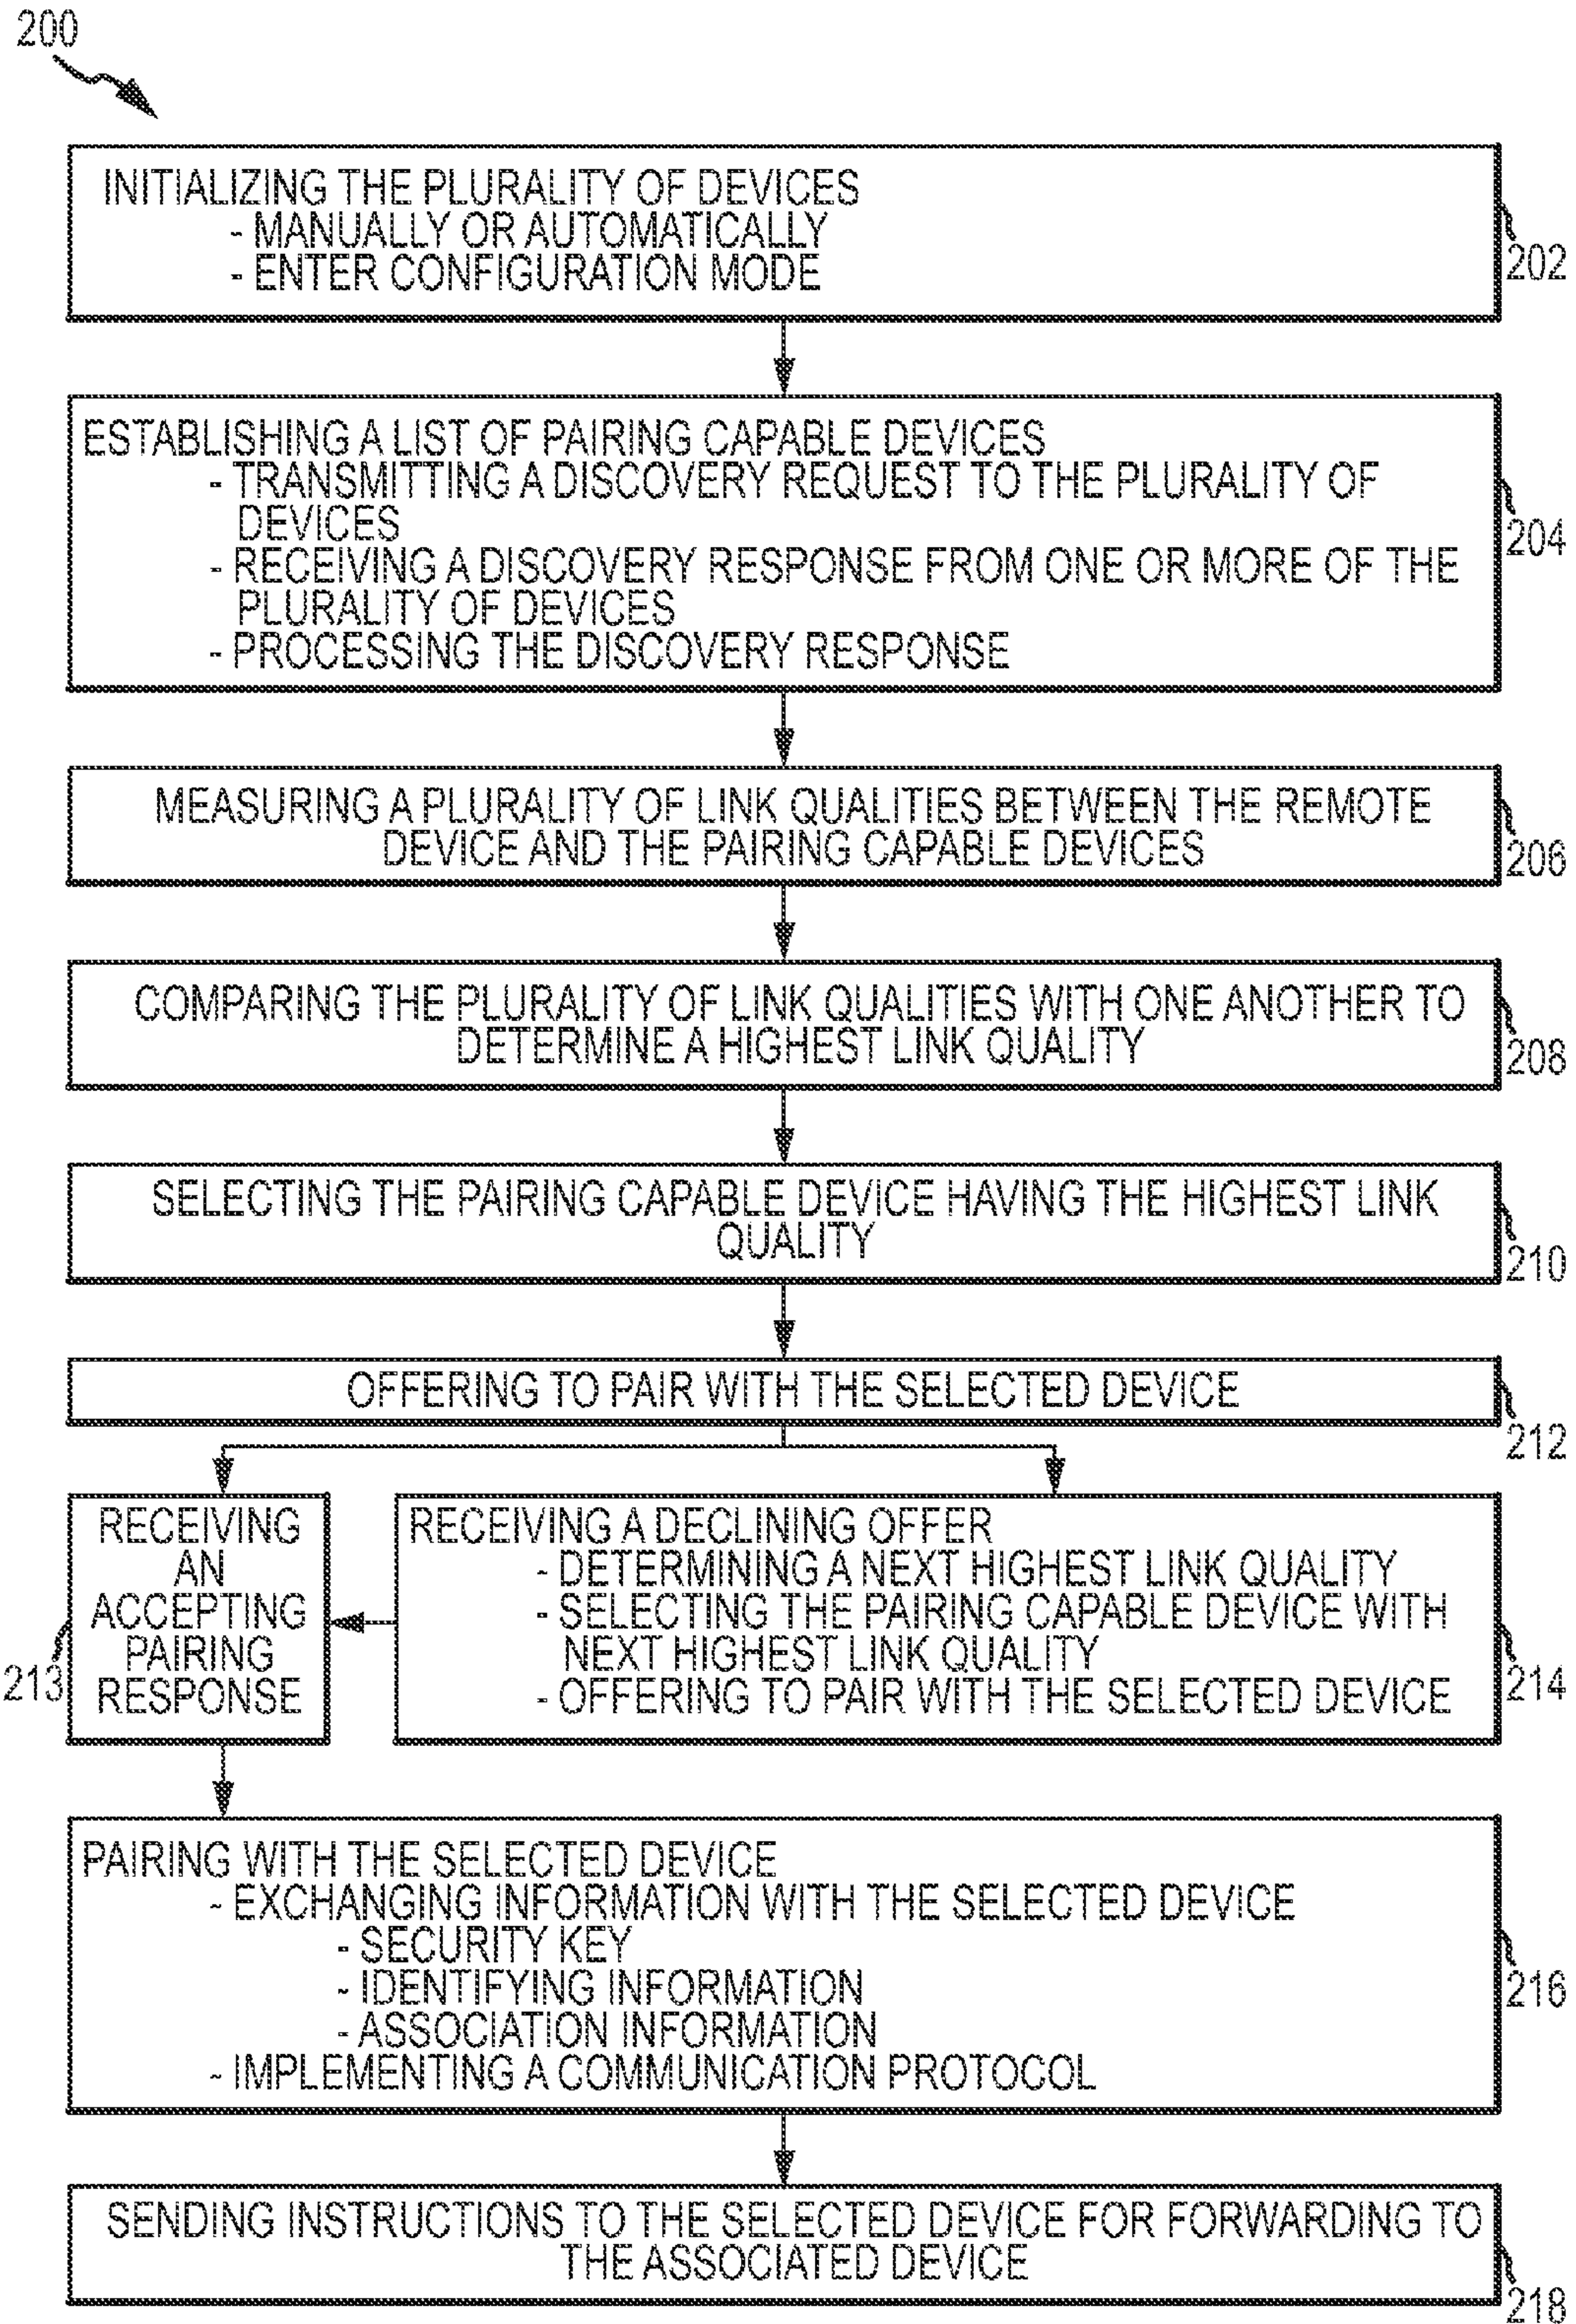 200
INITIALIZING THE PLURALITY OF DEVICES
- MANUALLY OR AUTOMATICALLY
- ENTER CONFIGURATION MODE
202
ESTABLISHING A LIST OF PAIRING CAPABLE DEVICES
- TRANSMITTING A DISCOVERY REQUEST TO THE PLURALITY OF
DEVICES
- RECEIVING A DISCOVERY RESPONSE FROM ONE OR MORE OF THE
PLURALITY OF DEVICES
- PROCESSING THE DISCOVERY RESPONSE
204
MEASURING A PLURALITY OF LINK QUALITIES BETWEEN THE REMOTE
DEVICE AND THE PAIRING CAPABLE DEVICES
206
COMPARING THE PLURALITY OF LINK QUALITIES WITH ONE ANOTHER TO
DETERMINE A HIGHEST LINK QUALITY
208
SELECTING THE PAIRING CAPABLE DEVICE HAVING THE HIGHEST LINK
QUALITY
210
OFFERING TO PAIR WITH THE SELECTED DEVICE
212
RECEIVING
AN
ACCEPTING
PAIRING
RESPONSE
213
RECEIVING A DECLINING OFFER
- DETERMINING A NEXT HIGHEST LINK QUALITY
- SELECTING THE PAIRING CAPABLE DEVICE WITH
NEXT HIGHEST LINK QUALITY
- OFFERING TO PAIR WITH THE SELECTED DEVICE
214
PAIRING WITH THE SELECTED DEVICE
- EXCHANGING INFORMATION WITH THE SELECTED DEVICE
- SECURITY KEY
- IDENTIFYING INFORMATION
- ASSOCIATION INFORMATION
- IMPLEMENTING A COMMUNICATION PROTOCOL
216
SENDING INSTRUCTIONS TO THE SELECTED DEVICE FOR FORWARDING TO
THE ASSOCIATED DEVICE
218